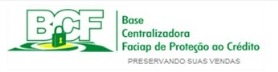 BCF
Base
Centralizadora
Faciap de Proteção ao Crédito
PRESERVANDO SUAS VENDAS